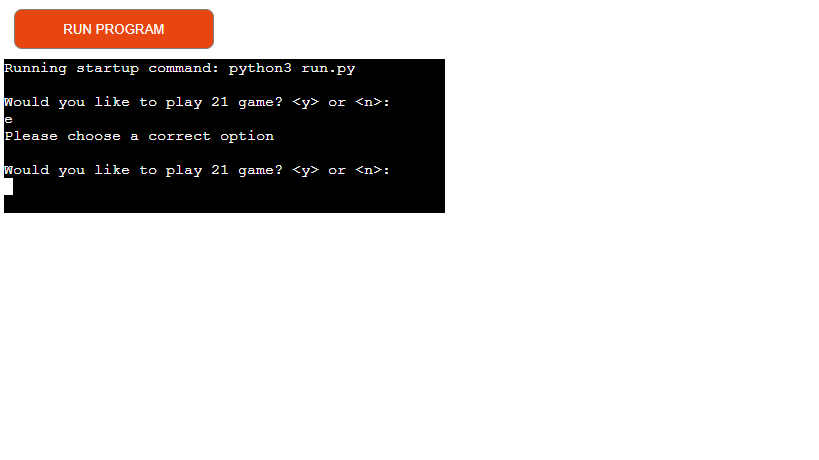 RUN PROGRAM
Running startup command: python3 run.py
Would you like to play 21 game? <y> or <n>:
e
Please choose a correct option
Would you like to play 21 game? <y> or <n>: